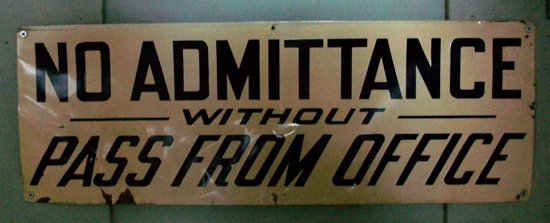 NO ADMITTANCE
WITHOUT
PASS FROM OFFICE